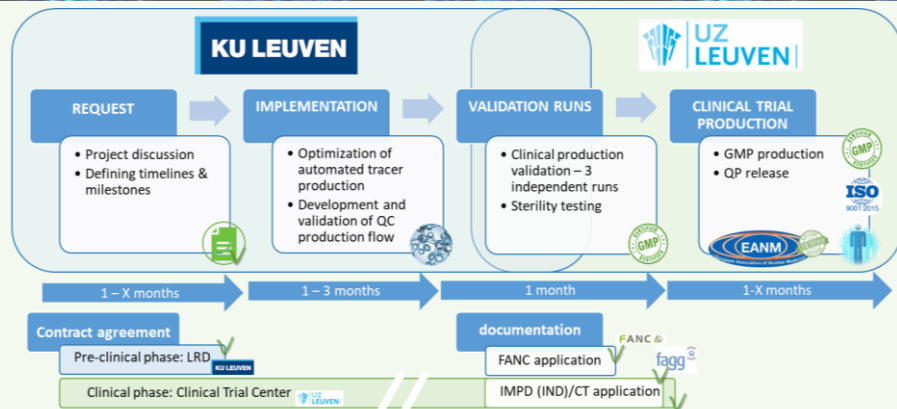 KU LEUVEN
UZ
LEUVEN
REQUEST
• Project discussion
• Defining timelines &
milestones
IMPLEMENTATION
• Optimization of
automated tracer
production
• Development and
validation of QC
production flow
VALIDATION RUNS
• Clinical production
validation – 3
independent runs
• Sterility testing
GMP
CLINICAL TRIAL
PRODUCTION
• GMP production
• QP release
GMP
ISO
9001:2015
EANM
1 – X months
1 – 3 months
1 month
1-X months
Contract agreement
Pre-clinical phase: LRD
KU LEUVEN
Clinical phase: Clinical Trial Center
UZ
LEUVEN
documentation
FANC
FANC application
fagg
IMPD (IND)/CT application